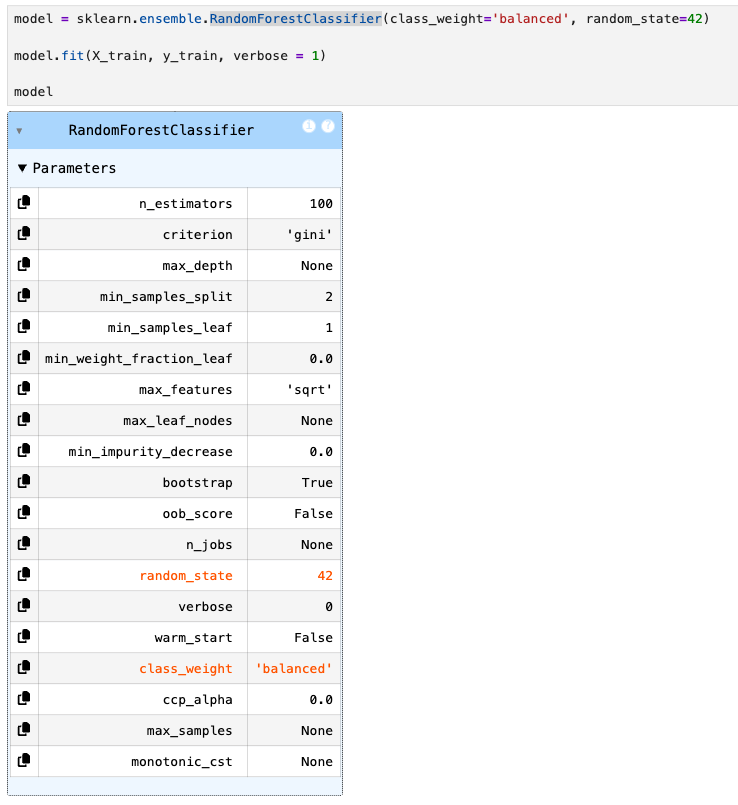 model = sklearn.ensemble.RandomForestClassifier(class_weight='balanced', random_state=42)
model.fit(X_train, y_train, verbose = 1)
model
▾ RandomForestClassifier i ?
▼ Parameters
n_estimators 100
criterion 'gini'
max_depth None
min_samples_split 2
min_samples_leaf 1
min_weight_fraction_leaf 0.0
max_features 'sqrt'
max_leaf_nodes None
min_impurity_decrease 0.0
bootstrap True
oob_score False
n_jobs None
random_state 42
verbose 0
warm_start False
class_weight 'balanced'
ccp_alpha 0.0
max_samples None
monotonic_cst None